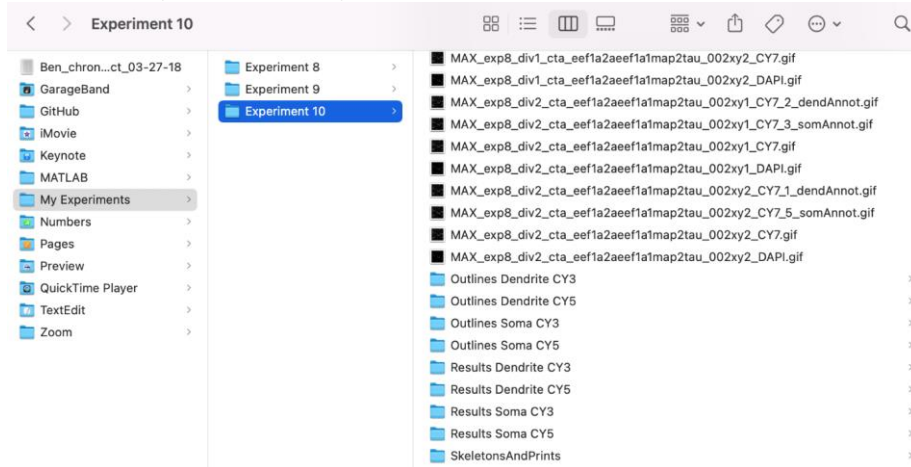 Experiment 10
Ben_chron...ct_03-27-18
GarageBand
GitHub
iMovie
Keynote
MATLAB
My Experiments
Numbers
Pages
Preview
QuickTime Player
TextEdit
Zoom
Experiment 8
Experiment 9
Experiment 10
MAX_exp8_div1_cta_eef1a2aeef1a1map2tau_002xy2_CY7.gif
MAX_exp8_div1_cta_eef1a2aeef1a1map2tau_002xy2_DAPI.gif
MAX_exp8_div2_cta_eef1a2aeef1a1map2tau_002xy1_CY7_2_dendAnnot.gif
MAX_exp8_div2_cta_eef1a2aeef1a1map2tau_002xy1_CY7_3_somAnnot.gif
MAX_exp8_div2_cta_eef1a2aeef1a1map2tau_002xy1_CY7.gif
MAX_exp8_div2_cta_eef1a2aeef1a1map2tau_002xy1_DAPI.gif
MAX_exp8_div2_cta_eef1a2aeef1a1map2tau_002xy2_CY7_1_dendAnnot.gif
MAX_exp8_div2_cta_eef1a2aeef1a1map2tau_002xy2_CY7_5_somAnnot.gif
MAX_exp8_div2_cta_eef1a2aeef1a1map2tau_002xy2_CY7.gif
MAX_exp8_div2_cta_eef1a2aeef1a1map2tau_002xy2_DAPI.gif
Outlines Dendrite CY3
Outlines Dendrite CY5
Outlines Soma CY3
Outlines Soma CY5
Results Dendrite CY3
Results Dendrite CY5
Results Soma CY3
Results Soma CY5
SkeletonsAndPrints